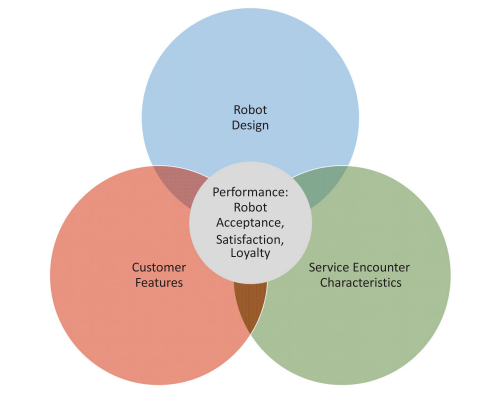 Robot
Design
Performance:
Robot
Acceptance,
Satisfaction,
Loyalty
Customer
Features
Service Encounter
Characteristics